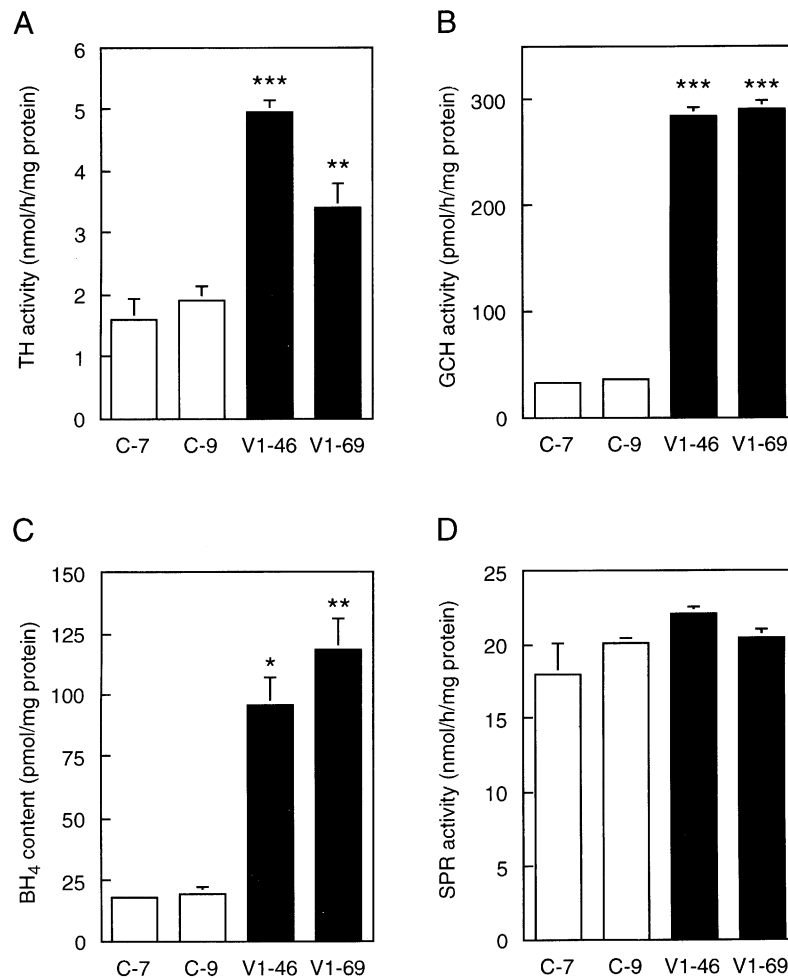 A
TH activity (nmol/h/mg protein)
6
5
4
3
2
1
0
***
**
C-7 C-9 V1-46 V1-69
B
GCH activity (pmol/h/mg protein)
300
200
100
0
*** ***
C-7 C-9 V1-46 V1-69
C
BH4 content (pmol/mg protein)
150
125
100
75
50
25
0
**
*
C-7 C-9 V1-46 V1-69
D
SPR activity (nmol/h/mg protein)
25
20
15
10
5
0
C-7 C-9 V1-46 V1-69